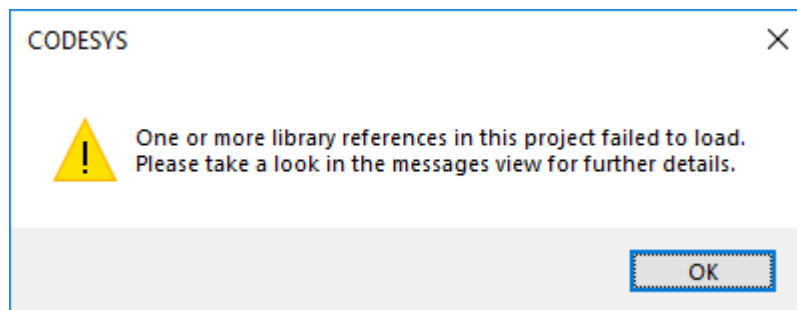 CODESYS
One or more library references in this project failed to load.
Please take a look in the messages view for further details.
OK